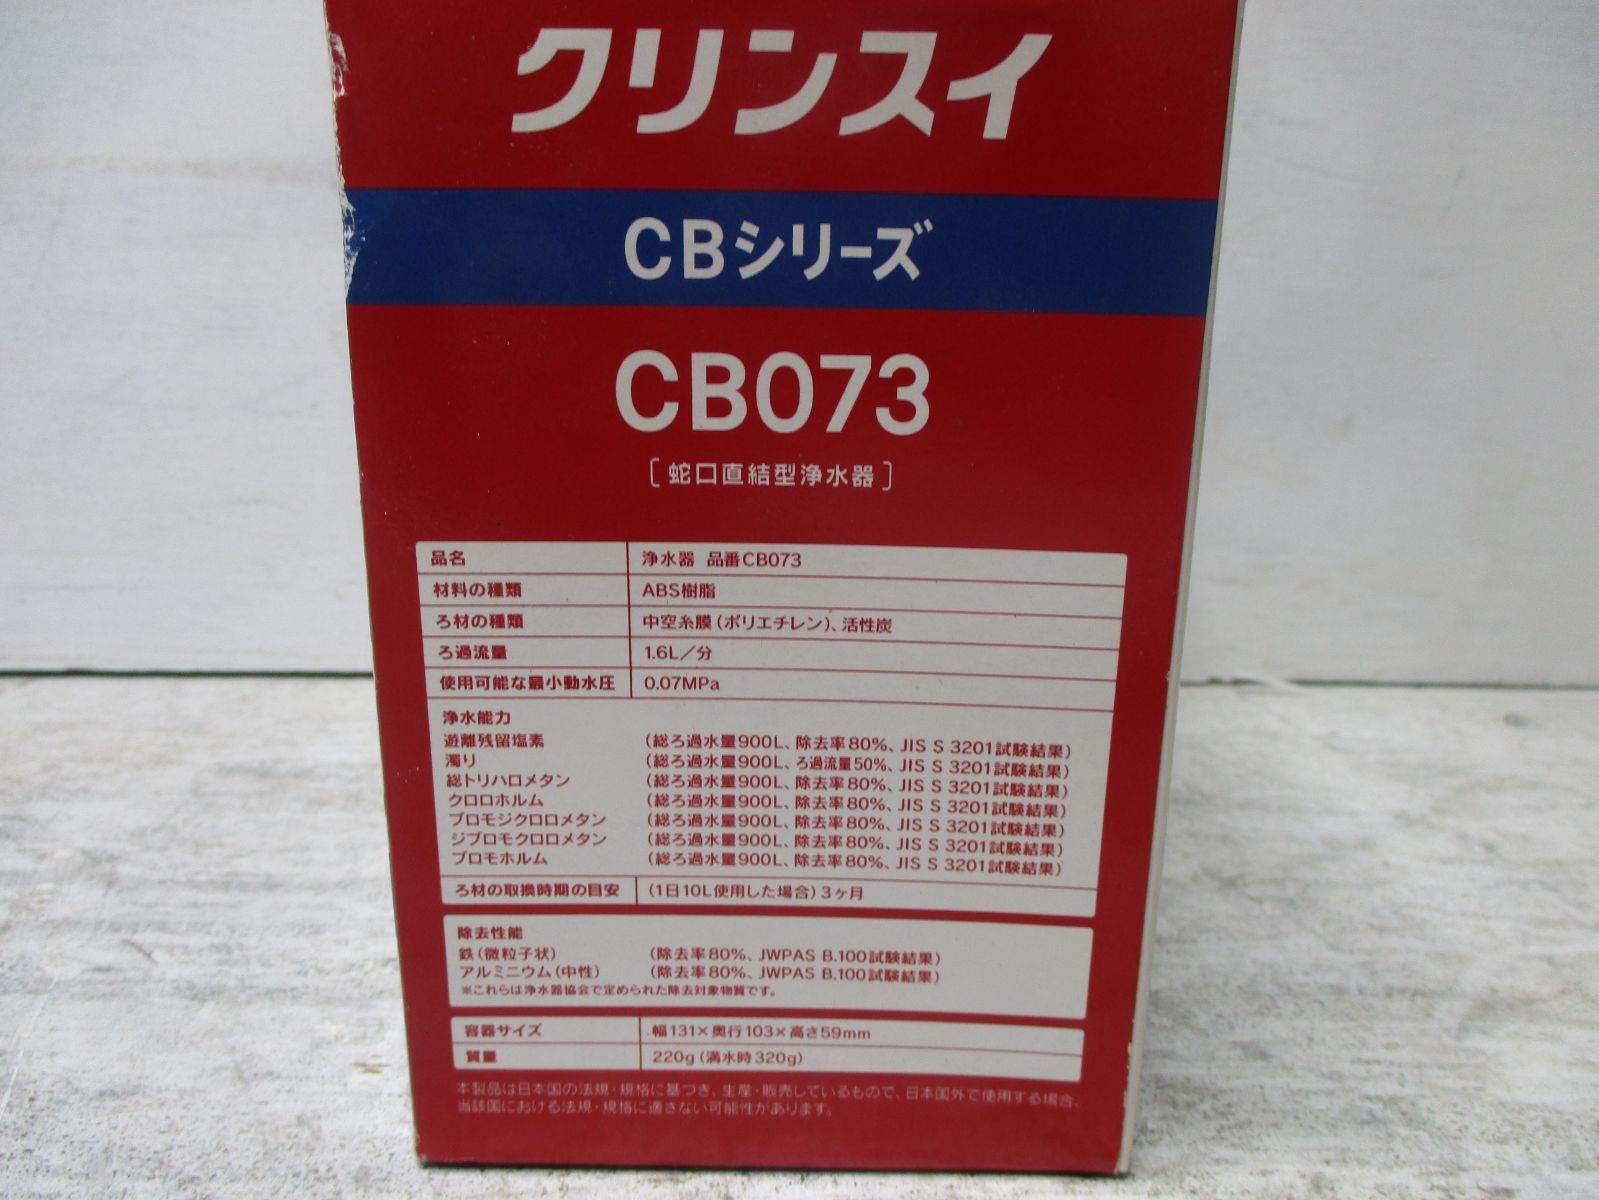 クリンスイ
CBシリーズ
CB073
[蛇口直結型浄水器]
品名 浄水器 品番CB073
材料の種類 ABS樹脂
ろ材の種類 中空糸膜(ポリエチレン)、活性炭
ろ過流量 1.6L/分
使用可能な最小動水圧 0.07MPa
浄水能力
遊離残留塩素 (総ろ過水量900L、除去率80%、JIS S 3201試験結果)
濁り (総ろ過水量900L、ろ過流量50%、JIS S 3201試験結果)
総トリハロメタン (総ろ過水量900L、除去率80%、JIS S 3201試験結果)
クロロホルム (総ろ過水量900L、除去率80%、JIS S 3201試験結果)
ブロモジクロロメタン (総ろ過水量900L、除去率80%、JIS S 3201試験結果)
ジブロモクロロメタン (総ろ過水量900L、除去率80%、JIS S 3201試験結果)
ブロモホルム (総ろ過水量900L、除去率80%、JIS S 3201試験結果)
ろ材の取換時期の目安 (1日10L使用した場合)3ヶ月
除去性能
鉄(微粒子状) (除去率80%、JWPAS B.100試験結果)
アルミニウム(中性) (除去率80%、JWPAS B.100試験結果)
※これらは浄水器協会で定められた除去対象物質です。
容器サイズ 幅131×奥行103×高さ59mm
質量 220g(満水時320g)
本製品は日本国の法規・規格に基づき、生産・販売しているもので、日本国外で使用する場合、
当該国における法規・規格に適さない可能性があります。